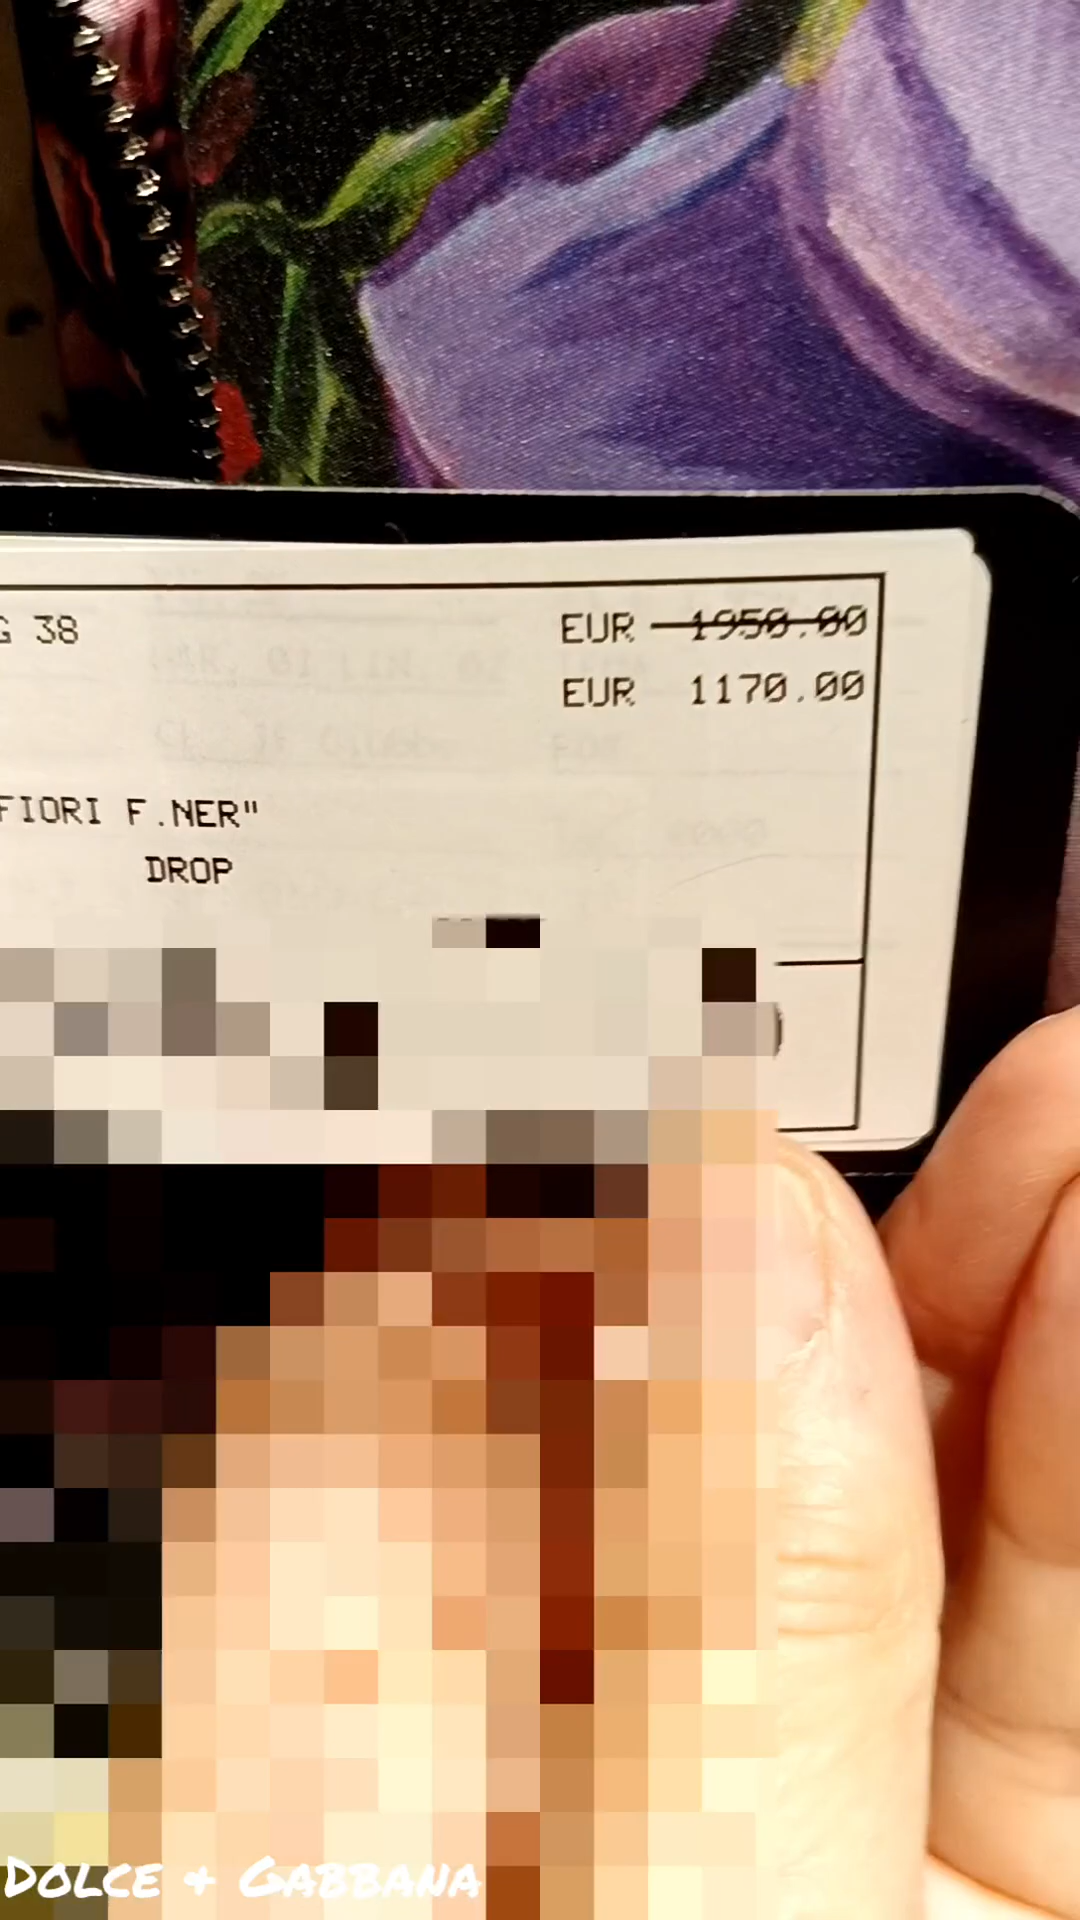 G 38
EUR 1950.00
EUR 1170.00
FIORI F.NER"
DROP
DOLCE & GABBANA